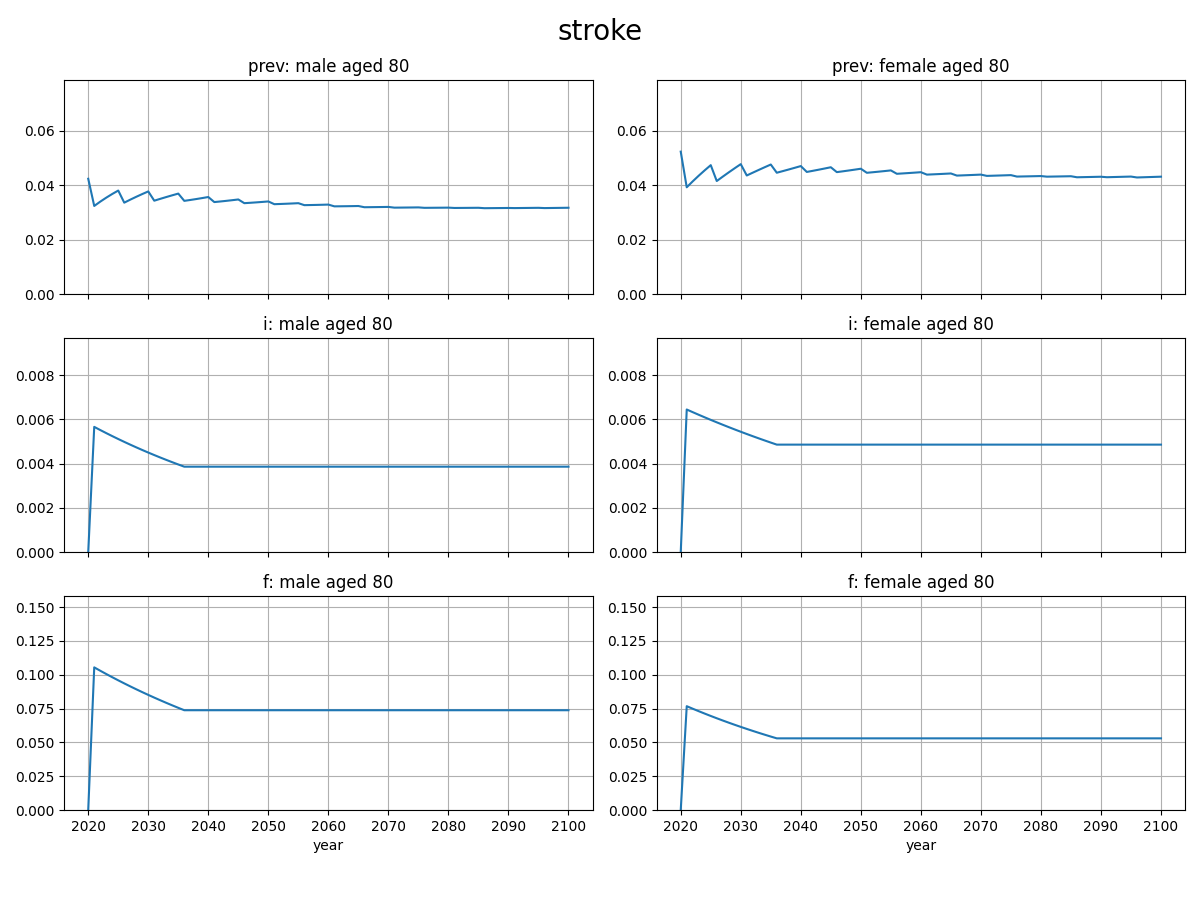 stroke
prev: male aged 80
0.06
0.04
0.02
0.00
prev: female aged 80
0.06
0.04
0.02
0.00
i: male aged 80
0.008
0.006
0.004
0.002
0.000
i: female aged 80
0.008
0.006
0.004
0.002
0.000
f: male aged 80
0.150
0.125
0.100
0.075
0.050
0.025
0.000
2020 2030 2040 2050 2060 2070 2080 2090 2100
year
f: female aged 80
0.150
0.125
0.100
0.075
0.050
0.025
0.000
2020 2030 2040 2050 2060 2070 2080 2090 2100
year